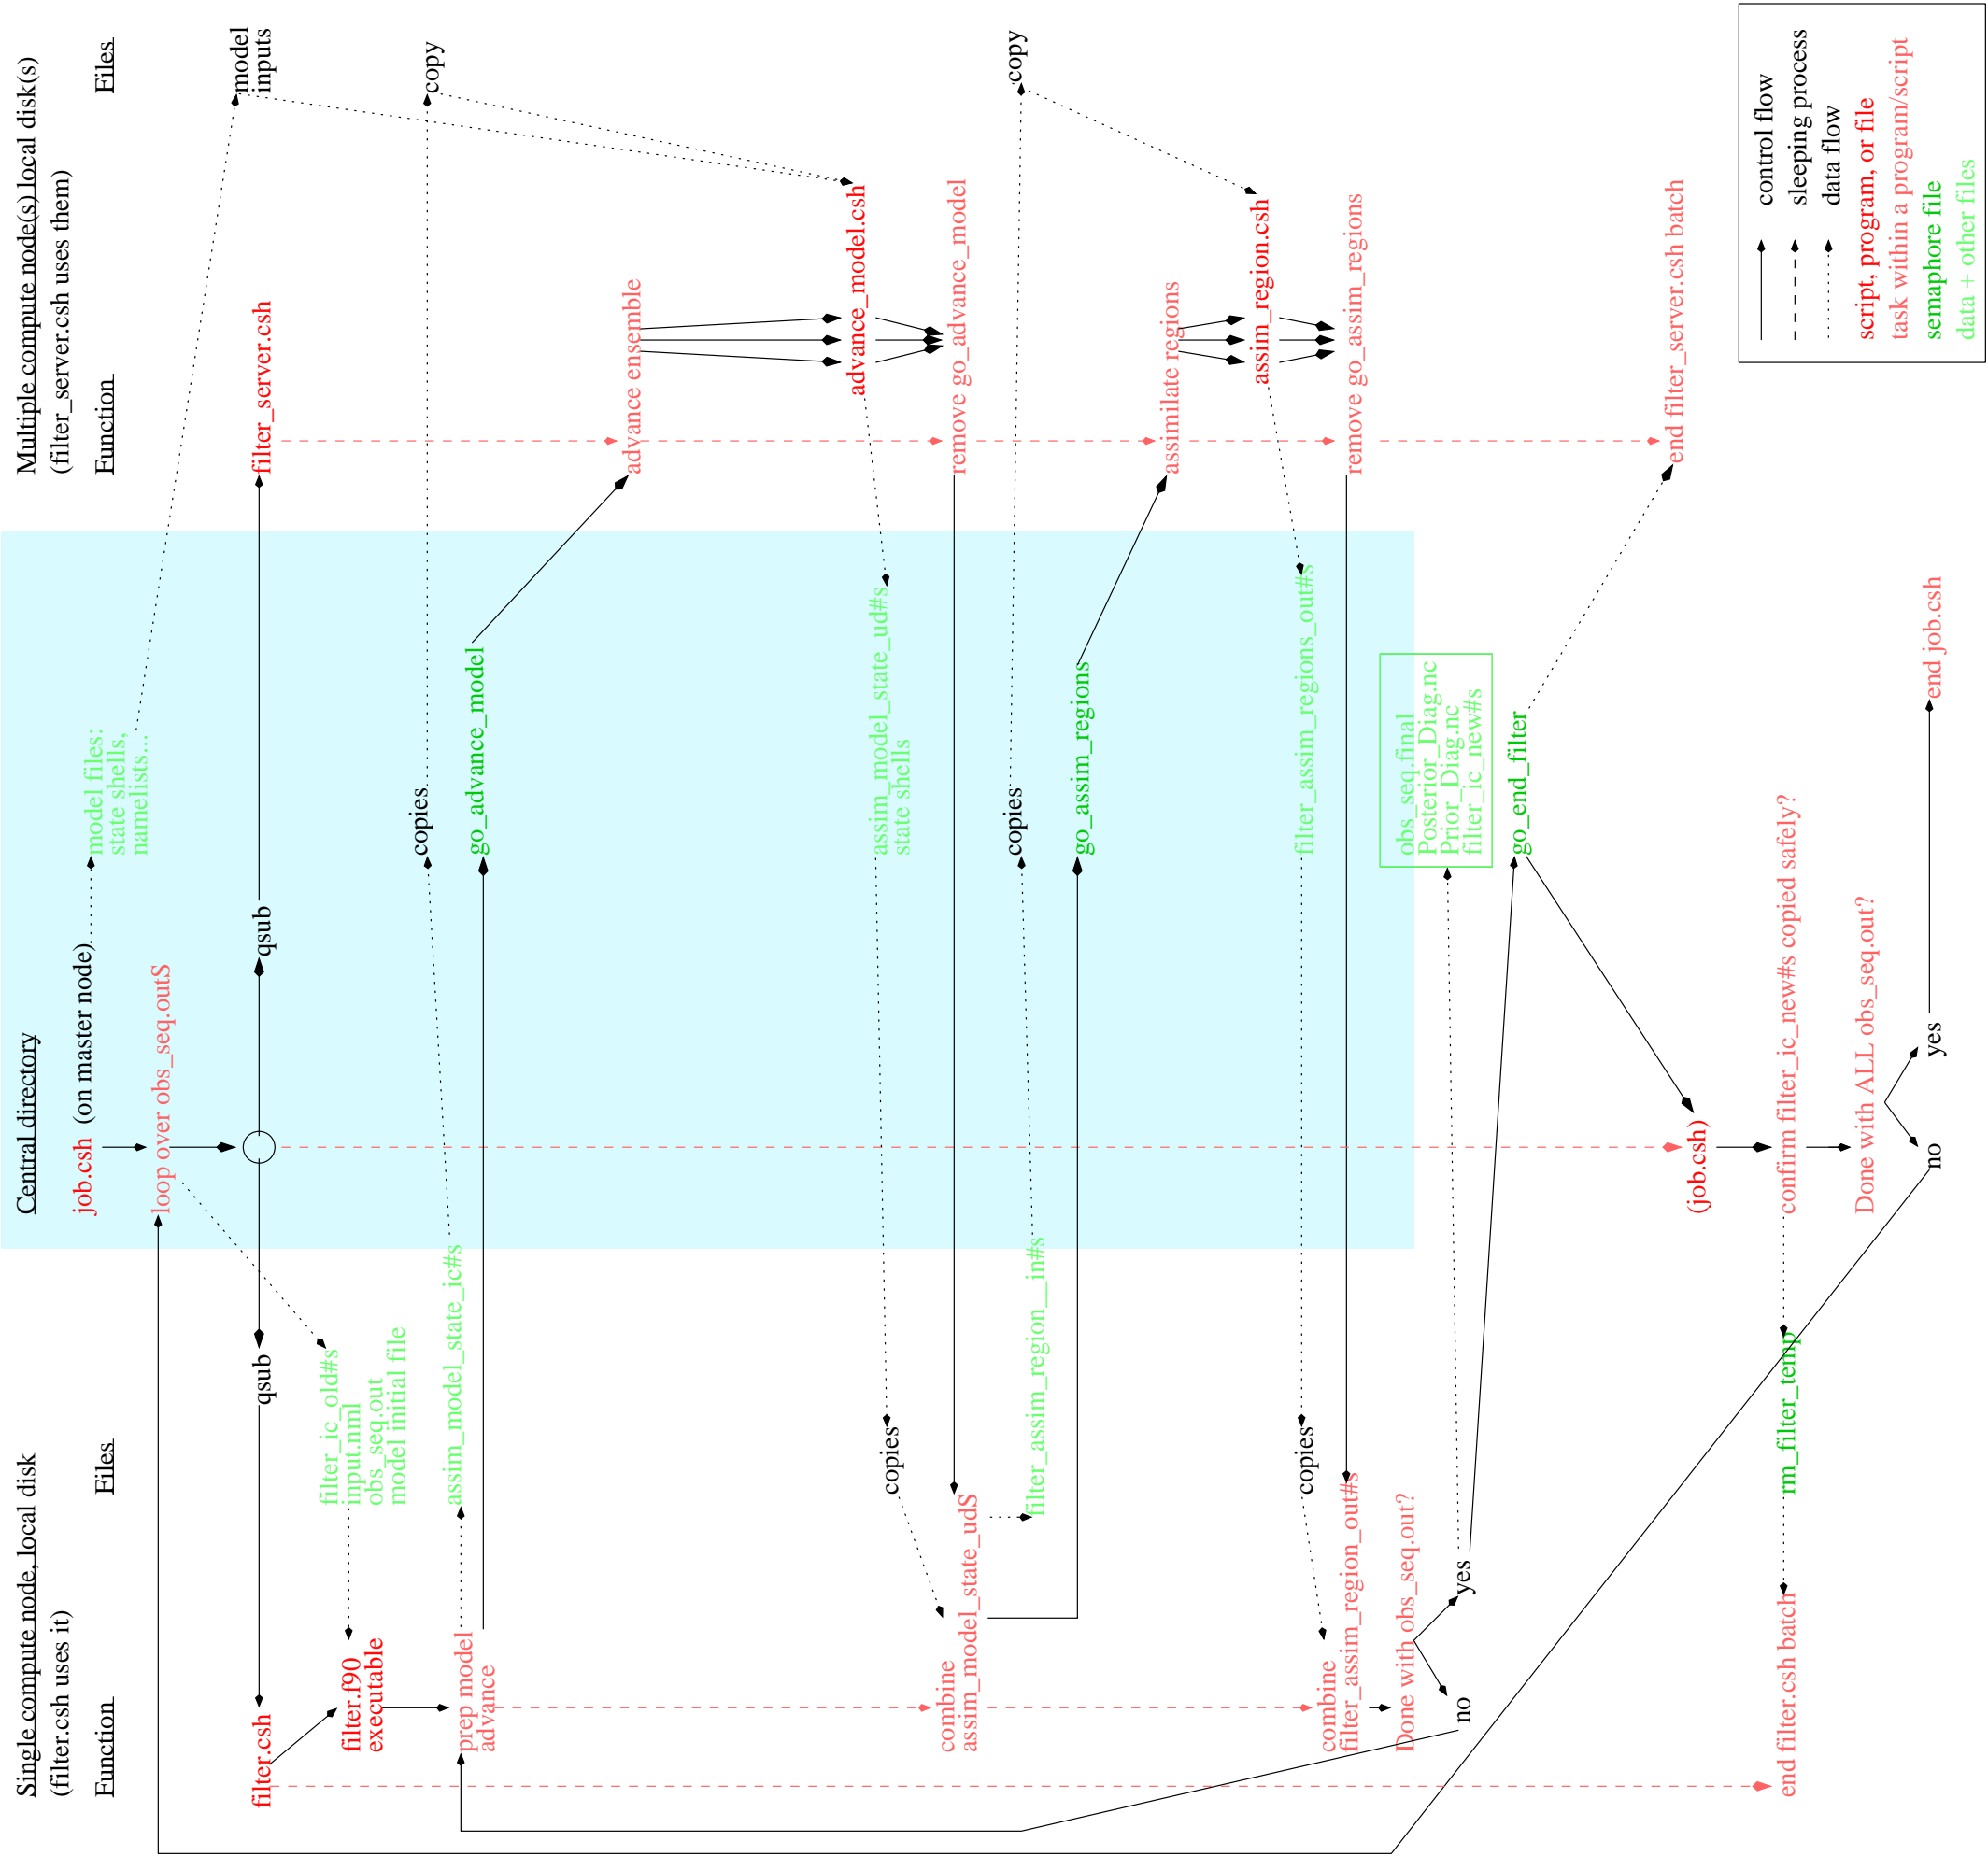 Single compute node, local disk
(filter.csh uses it)
Function
Files
Central directory
Multiple compute node(s) local disk(s)
(filter_server.csh uses them)
Function
Files
job.csh (on master node)
model files:
state shells,
namelists...
loop over obs_seq.outS
model
inputs
filter.csh
qsub
qsub
filter_server.csh
filter_ic_old#s
input.nml
obs_seq.out
model initial file
filter.f90
executable
copies
copy
assim_model_state_ic#s
prep model
advance
go_advance_model
advance ensemble
advance_model.csh
assim_model_state_ud#s
state shells
copies
combine
assim_model_state_udS
remove go_advance_model
copies
copy
filter_assim_region__in#s
go_assim_regions
assimilate regions
assim_region.csh
filter_assim_regions_out#s
copies
combine
filter_assim_region_out#s
remove go_assim_regions
Done with obs_seq.out?
no
yes
obs_seq.final
Posterior_Diag.nc
Prior_Diag.nc
filter_ic_new#s
go_end_filter
end filter_server.csh batch
(job.csh)
confirm filter_ic_new#s copied safely?
rm_filter_temp
end filter.csh batch
Done with ALL obs_seq.out?
no
yes
end job.csh
control flow
sleeping process
data flow
script, program, or file
task within a program/script
semaphore file
data + other files